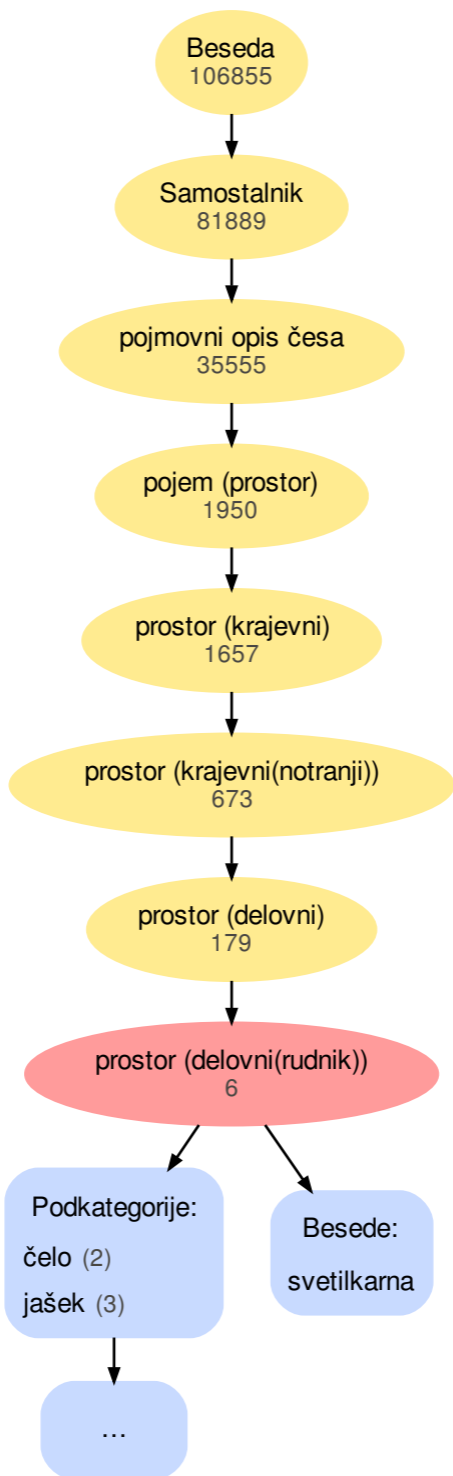 Beseda
106855
Samostalnik
81889
pojmovni opis česa
35555
pojem (prostor)
1950
prostor (krajevni)
1657
prostor (krajevni(notranji))
673
prostor (delovni)
179
prostor (delovni(rudnik))
6
Podkategorije:
čelo (2)
jašek (3)
Besede:
svetilkarna
…